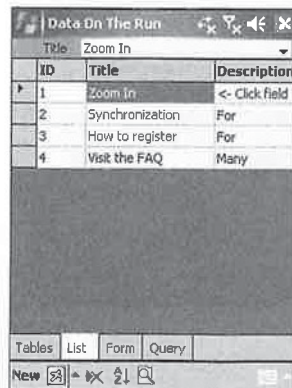 Data On The Run
Title Zoom In
ID Title Description
1 Zoom In <- Click field
2 Synchronization For
3 How to register For
4 Visit the FAQ Many
Tables List Form Query
New